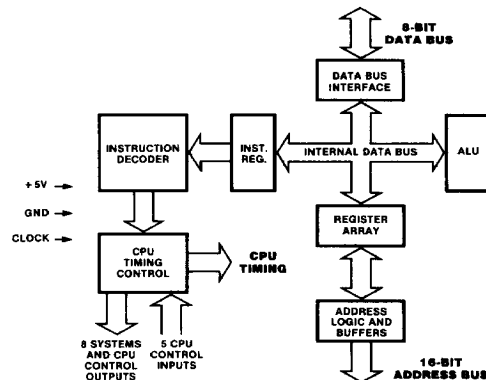 8-BIT
DATA BUS
DATA BUS
INTERFACE
INSTRUCTION
DECODER
INST.
REG.
INTERNAL DATA BUS
ALU
+5V
GND
CLOCK
REGISTER
ARRAY
CPU
TIMING
CONTROL
CPU
TIMING
ADDRESS
LOGIC AND
BUFFERS
8 SYSTEMS
AND CPU
CONTROL
OUTPUTS
5 CPU
CONTROL
INPUTS
16-BIT
ADDRESS BUS